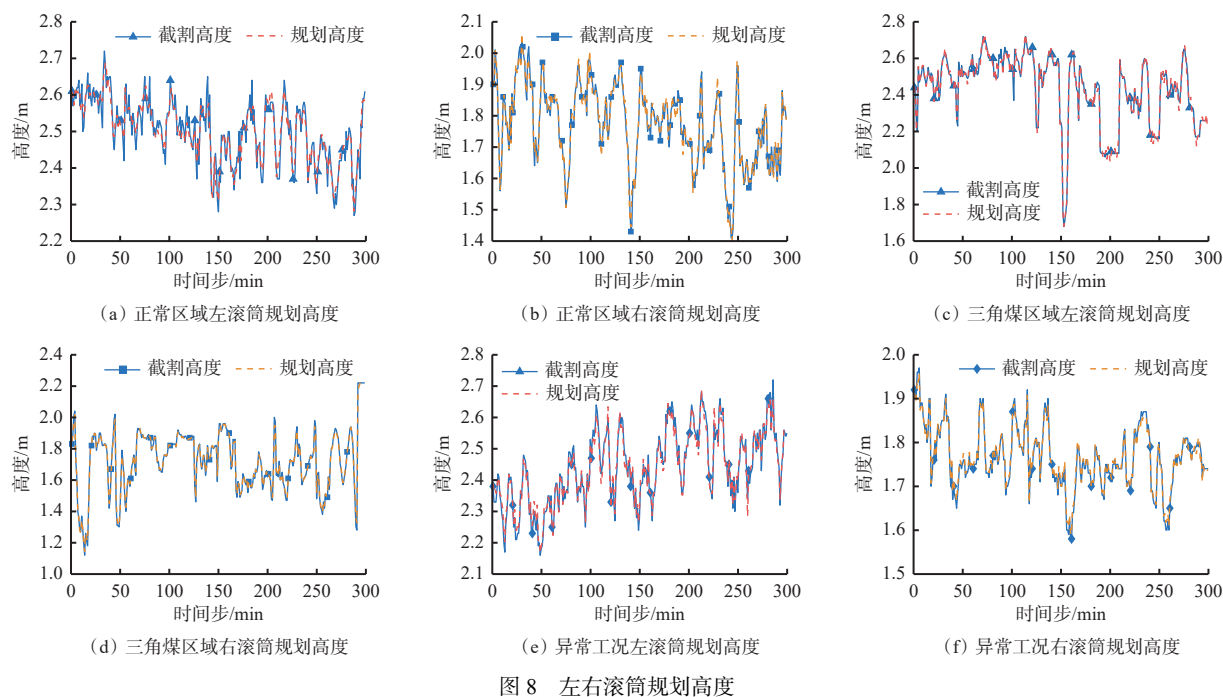 2.8
2.7
2.6
2.5
2.4
2.3
2.2
高度/m
截割高度
规划高度
0 50 100 150 200 250 300
时间步/min
(a) 正常区域左滚筒规划高度
2.1
2.0
1.9
1.8
1.7
1.6
1.5
1.4
高度/m
截割高度
规划高度
0 50 100 150 200 250 300
时间步/min
(b) 正常区域右滚筒规划高度
2.8
2.6
2.4
2.2
2.0
1.8
1.6
高度/m
截割高度
规划高度
0 50 100 150 200 250 300
时间步/min
(c) 三角煤区域左滚筒规划高度
2.4
2.2
2.0
1.8
1.6
1.4
1.2
1.0
高度/m
截割高度
规划高度
0 50 100 150 200 250 300
时间步/min
(d) 三角煤区域右滚筒规划高度
2.8
2.7
2.6
2.5
2.4
2.3
2.2
2.1
高度/m
截割高度
规划高度
0 50 100 150 200 250 300
时间步/min
(e) 异常工况左滚筒规划高度
2.0
1.9
1.8
1.7
1.6
1.5
高度/m
截割高度
规划高度
0 50 100 150 200 250 300
时间步/min
(f) 异常工况右滚筒规划高度
图 8 左右滚筒规划高度